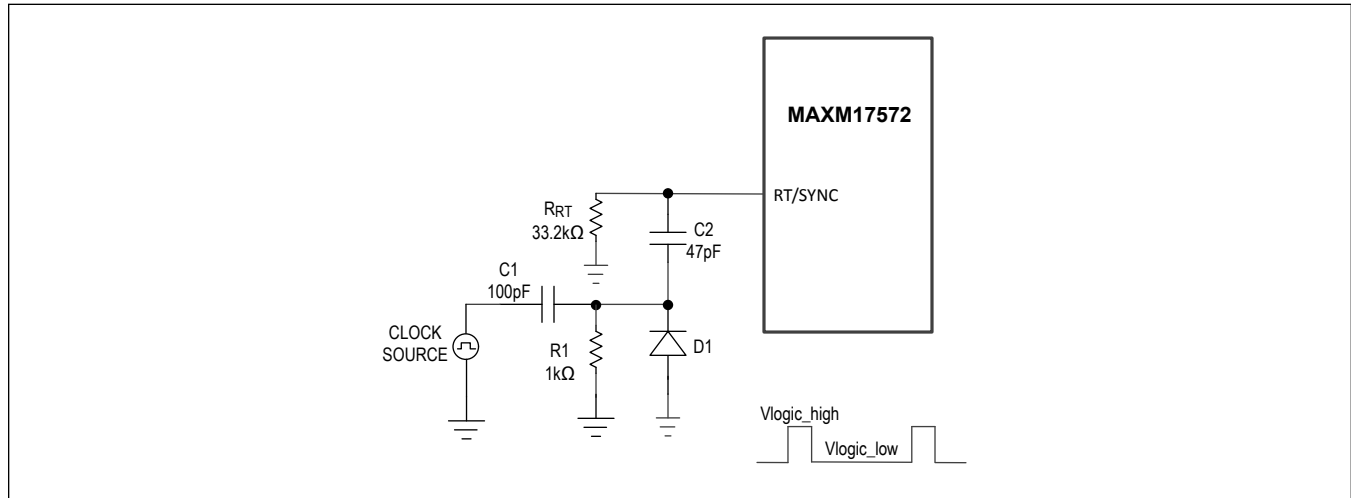 MAXM17572
RT/SYNC
RRT
33.2kΩ
C2
47pF
C1
100pF
CLOCK
SOURCE
R1
1kΩ
D1
Vlogic_high
Vlogic_low